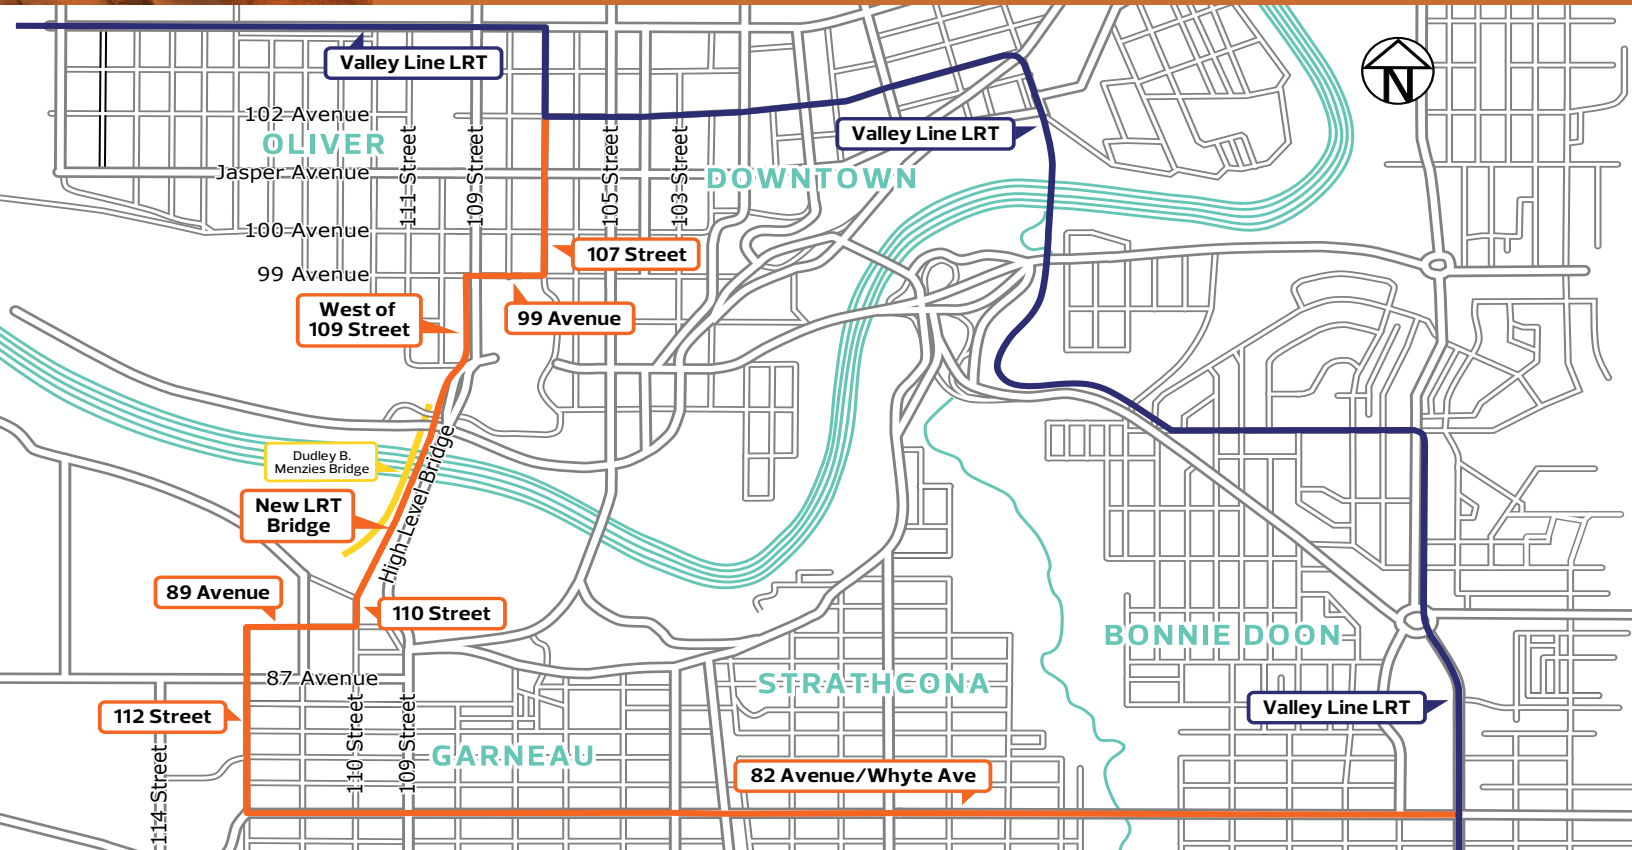 N
Valley Line LRT
102 Avenue
OLIVER
Valley Line LRT
111 Street
109 Street
105 Street
103 Street
Jasper Avenue
DOWNTOWN
100 Avenue
107 Street
99 Avenue
West of
109 Street
99 Avenue
High Level Bridge
Dudley B.
Menzies Bridge
New LRT
Bridge
89 Avenue
110 Street
BONNIE DOON
87 Avenue
STRATHCONA
112 Street
Valley Line LRT
110 Street
109 Street
GARNEAU
114 Street
82 Avenue/Whyte Ave